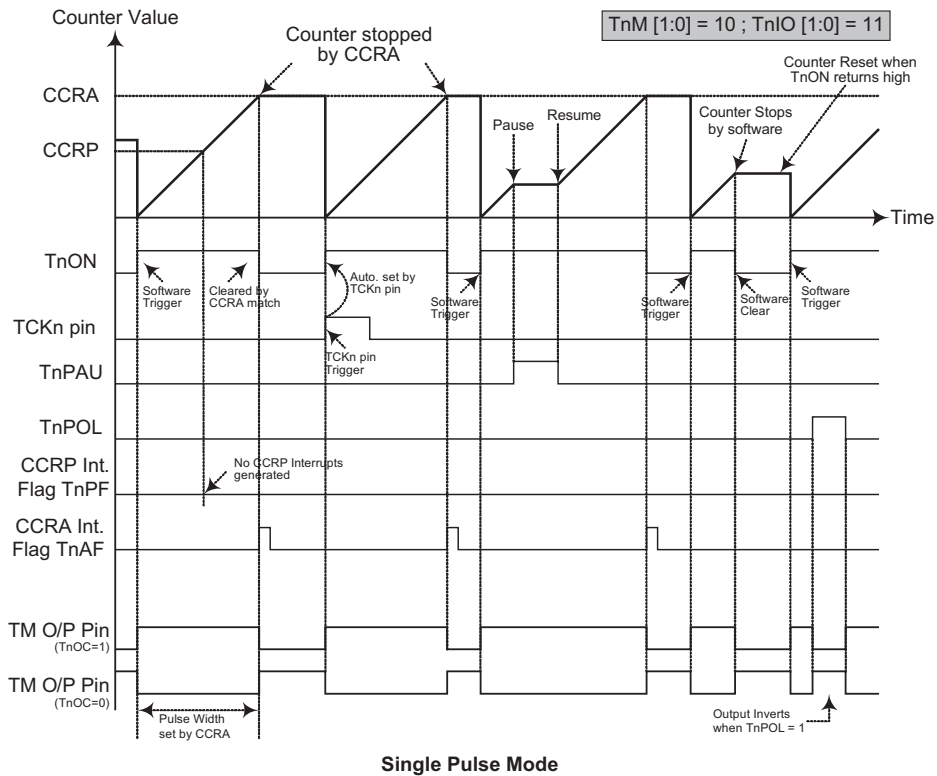 Counter Value
TnM [1:0] = 10 ; TnIO [1:0] = 11
Counter stopped
by CCRA
Counter Reset when
TnON returns high
CCRA
CCRP
Pause
Resume
Counter Stops
by software
Time
TnON
Software
Trigger
Cleared by
CCRA match
Auto. set by
TCKn pin
Software
Trigger
Software
Trigger
Software
Clear
Software
Trigger
TCKn pin
TCKn pin
Trigger
TnPAU
TnPOL
CCRP Int.
Flag TnPF
No CCRP Interrupts
generated
CCRA Int.
Flag TnAF
TM O/P Pin
(TnOC=1)
TM O/P Pin
(TnOC=0)
Pulse Width
set by CCRA
Output Inverts
when TnPOL = 1
Single Pulse Mode